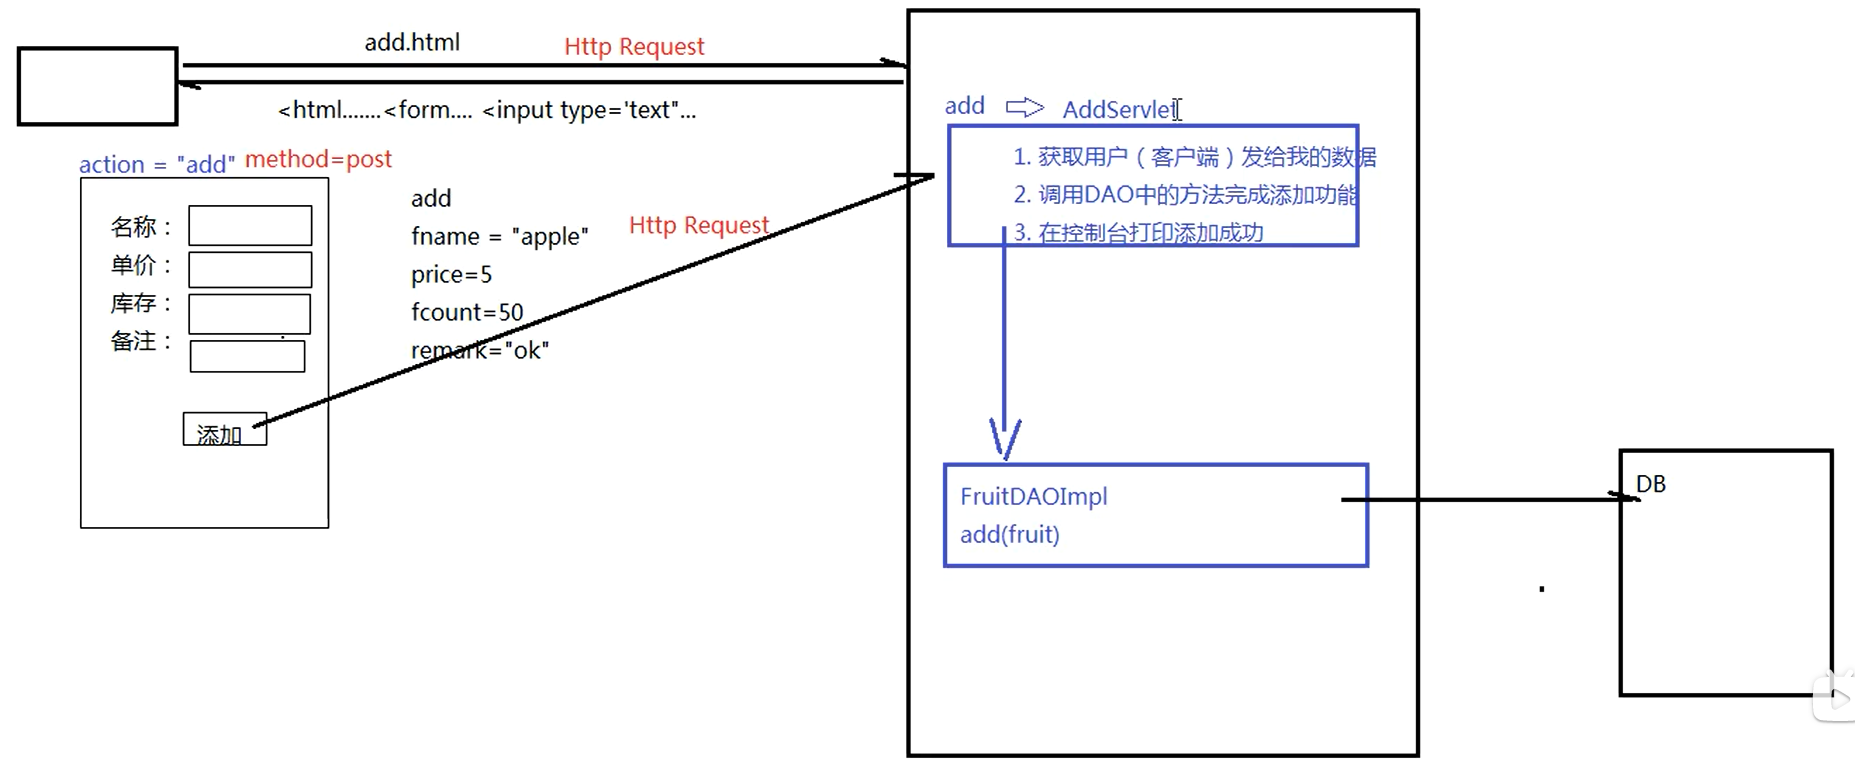 add.html
Http Request
<html.......<form.... <input type='text"...
action = "add" method=post
名称：
单价：
库存：
备注：
添加
add
fname = "apple"
price=5
fcount=50
remark="ok"
Http Request
add AddServlet
1. 获取用户（客户端）发给我的数据
2. 调用DAO中的方法完成添加功能
3. 在控制台打印添加成功
FruitDAOImpl
add(fruit)
DB